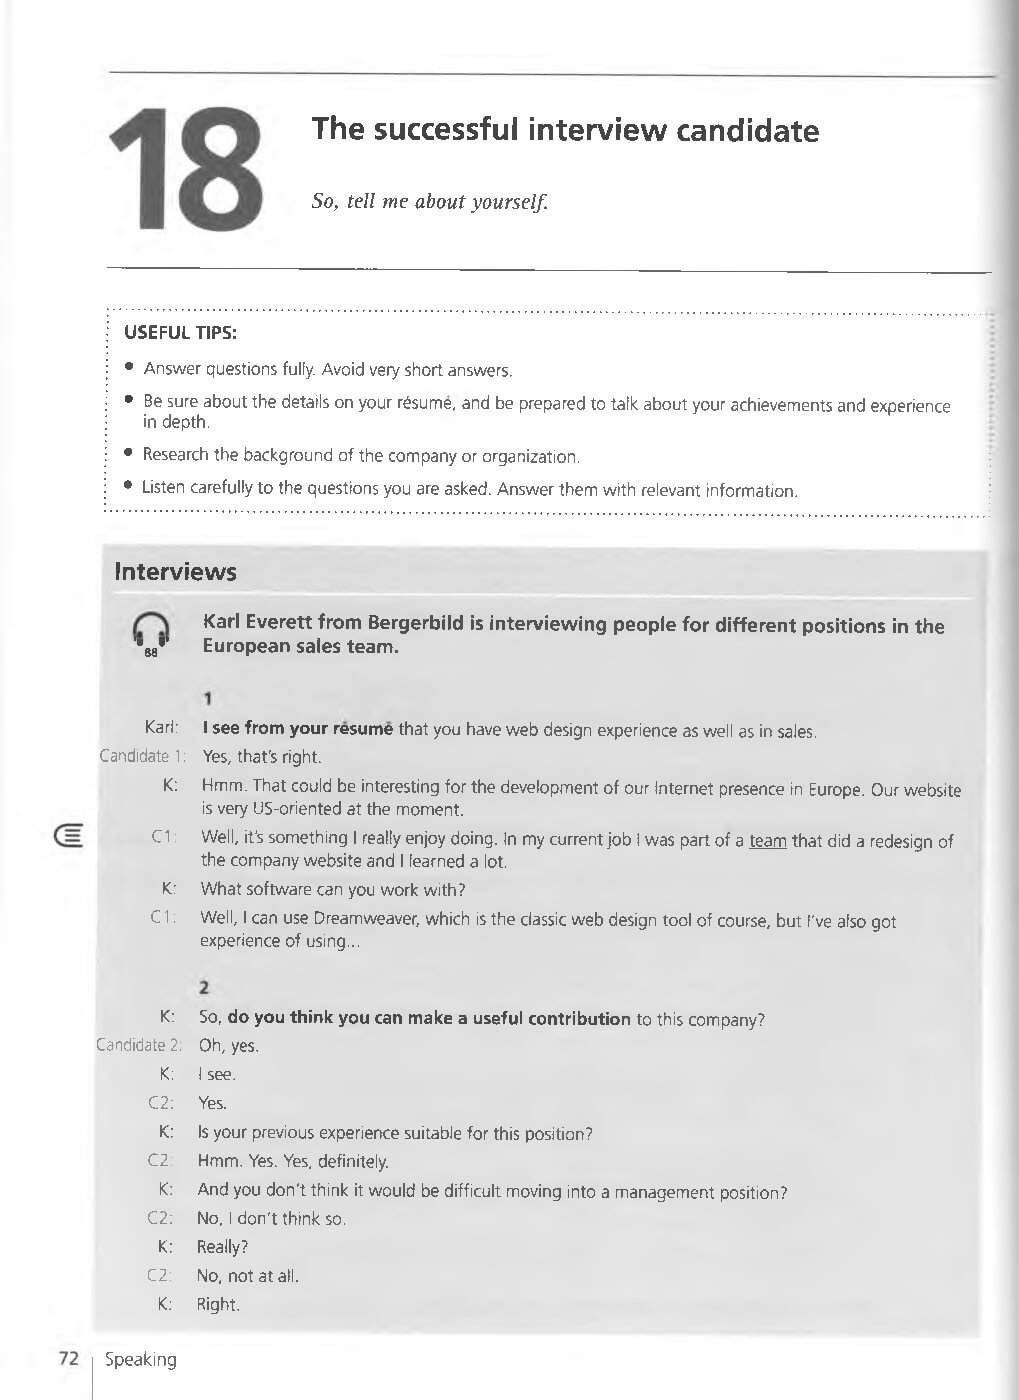 18
The successful interview candidate
So, tell me about yourself.
USEFUL TIPS:
• Answer questions fully. Avoid very short answers.
• Be sure about the details on your résumé, and be prepared to talk about your achievements and experience
in depth.
• Research the background of the company or organization.
• Listen carefully to the questions you are asked. Answer them with relevant information.
Interviews
88
Karl Everett from Bergerbild is interviewing people for different positions in the
European sales team.
1
Karl: I see from your résumé that you have web design experience as well as in sales.
Candidate 1: Yes, that's right.
K: Hmm. That could be interesting for the development of our Internet presence in Europe. Our website
is very US-oriented at the moment.
C1: Well, it's something I really enjoy doing. In my current job I was part of a team that did a redesign of
the company website and I learned a lot.
K: What software can you work with?
C1: Well, I can use Dreamweaver, which is the classic web design tool of course, but I've also got
experience of using...
2
K: So, do you think you can make a useful contribution to this company?
Candidate 2: Oh, yes.
K: I see.
C2: Yes.
K: Is your previous experience suitable for this position?
C2: Hmm. Yes. Yes, definitely.
K: And you don't think it would be difficult moving into a management position?
C2: No, I don't think so.
K: Really?
C2: No, not at all.
K: Right.
72 Speaking